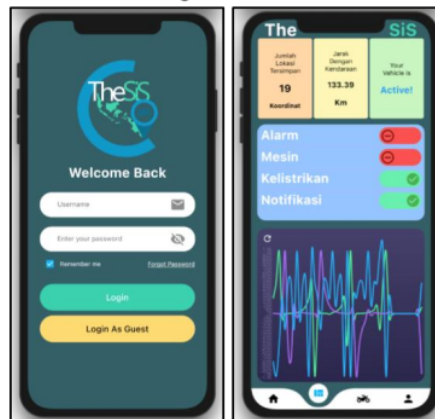 TheSiS
Welcome Back
Username
Enter your password
Remember me
Forgot Password
Login
Login As Guest
The SiS
Jumlah
Lokasi
Tersimpan
19
Koordinat
Jarak
Dengan
Kendaraan
133.39
Km
Your
Vehicle is
Active!
Alarm
Mesin
Kelistrikan
Notifikasi